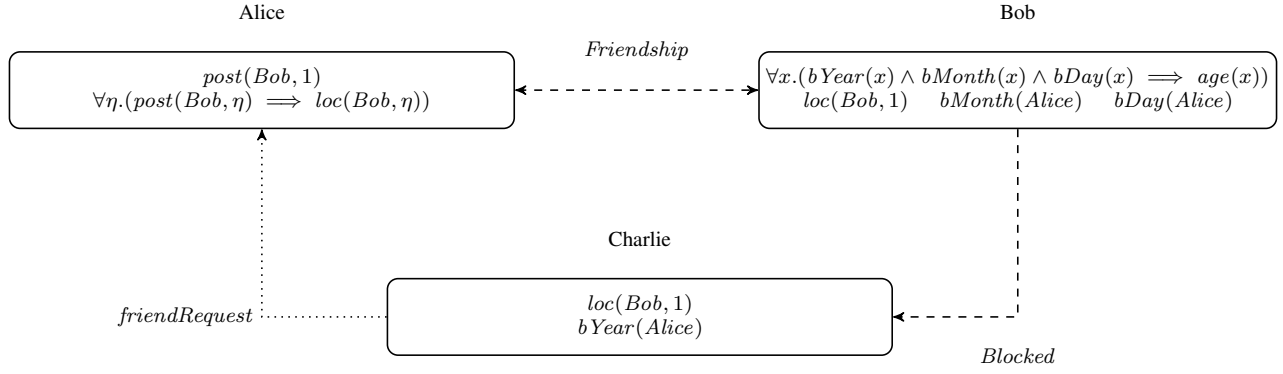 Alice
Bob
Friendship
post(Bob, 1)
∀η.(post(Bob, η) ⟹ loc(Bob, η))
∀x.(bYear(x) ∧ bMonth(x) ∧ bDay(x) ⟹ age(x))
loc(Bob, 1) bMonth(Alice) bDay(Alice)
Charlie
loc(Bob, 1)
bYear(Alice)
friendRequest
Blocked